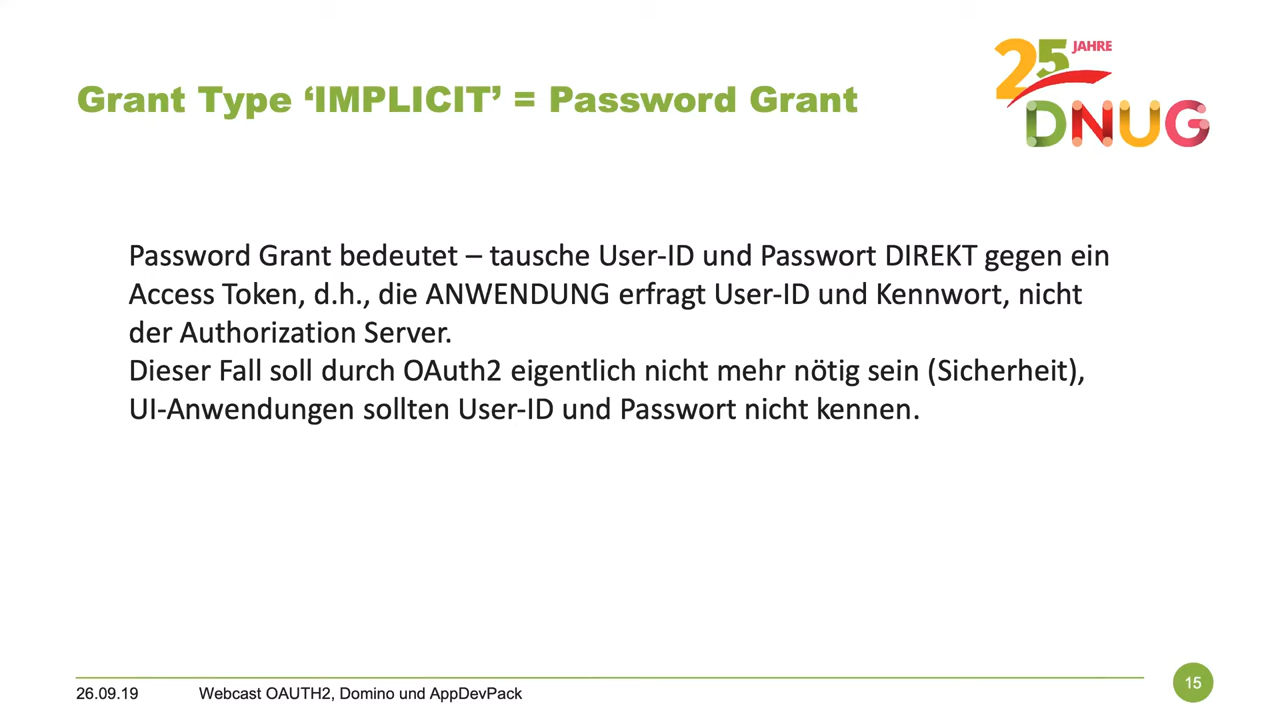 25 JAHRE
DNUG
Grant Type ‘IMPLICIT’ = Password Grant
Password Grant bedeutet – tausche User-ID und Passwort DIREKT gegen ein
Access Token, d.h., die ANWENDUNG erfragt User-ID und Kennwort, nicht
der Authorization Server.
Dieser Fall soll durch OAuth2 eigentlich nicht mehr nötig sein (Sicherheit),
UI-Anwendungen sollten User-ID und Passwort nicht kennen.
26.09.19 Webcast OAUTH2, Domino und AppDevPack 15